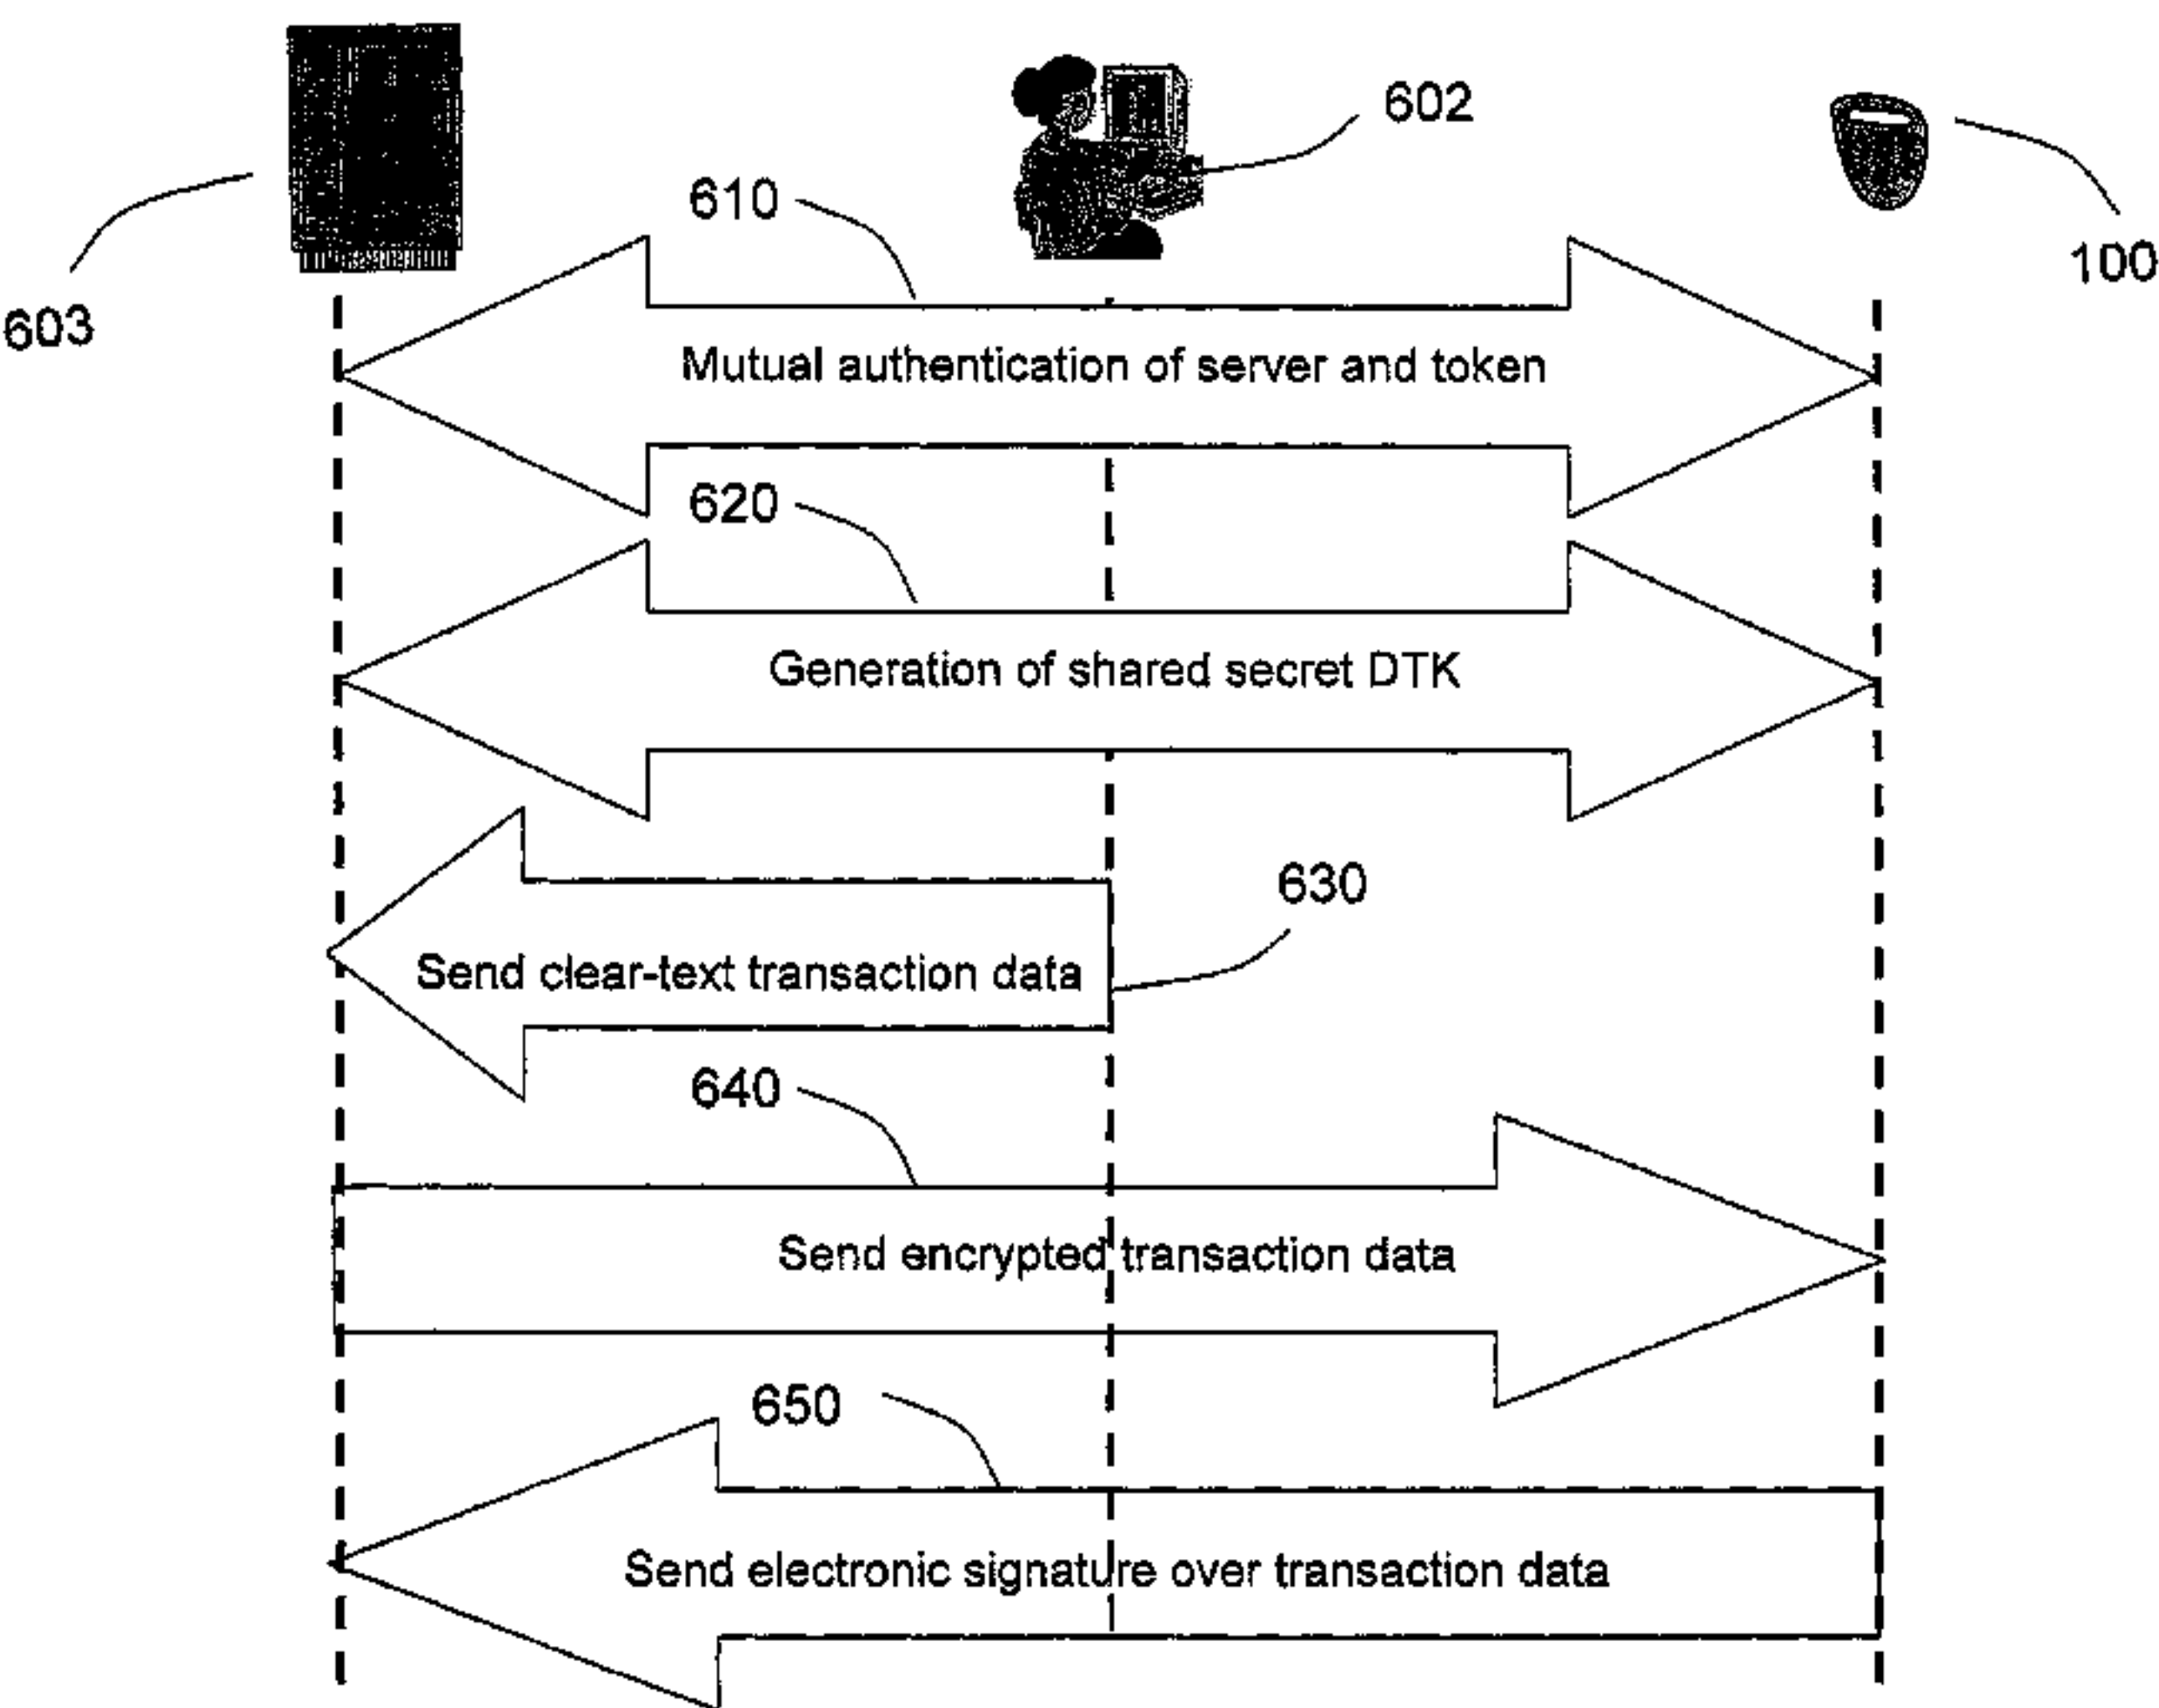 602
610
100
603
Mutual authentication of server and token
620
Generation of shared secret DTK
630
Send clear-text transaction data
640
Send encrypted transaction data
650
Send electronic signature over transaction data